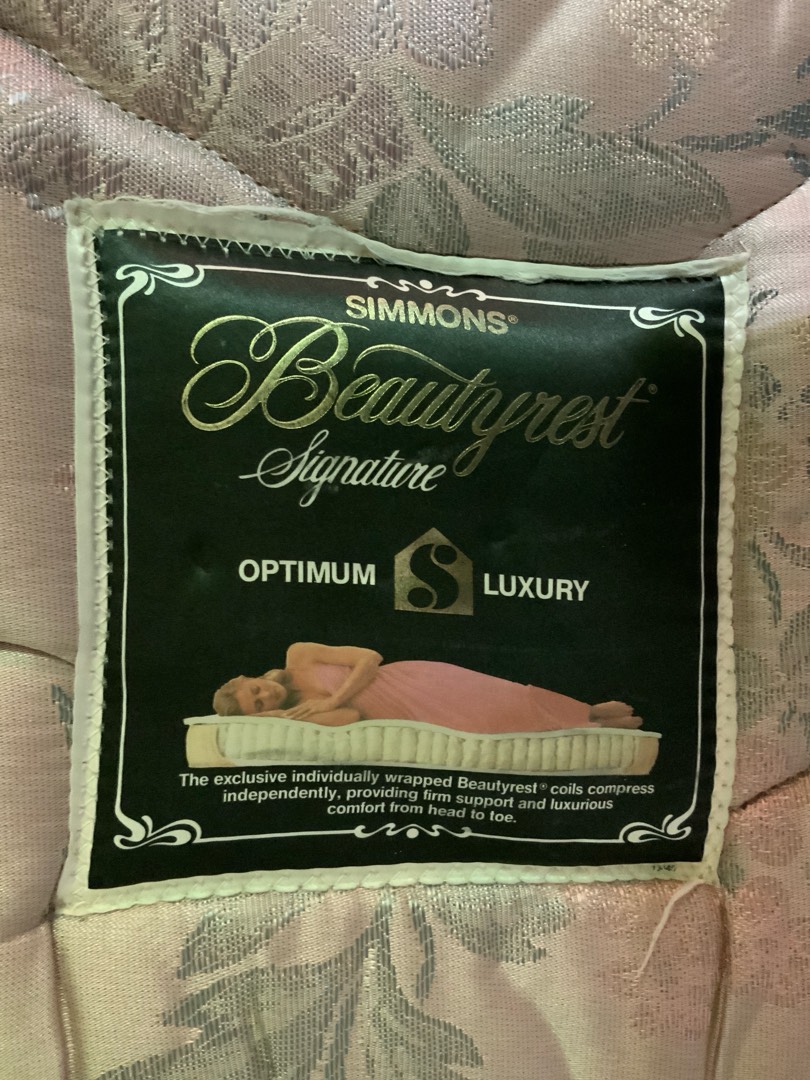 SIMMONS®
Beautyrest®
Signature
OPTIMUM S LUXURY
The exclusive individually wrapped Beautyrest® coils compress
independently, providing firm support and luxurious
comfort from head to toe.